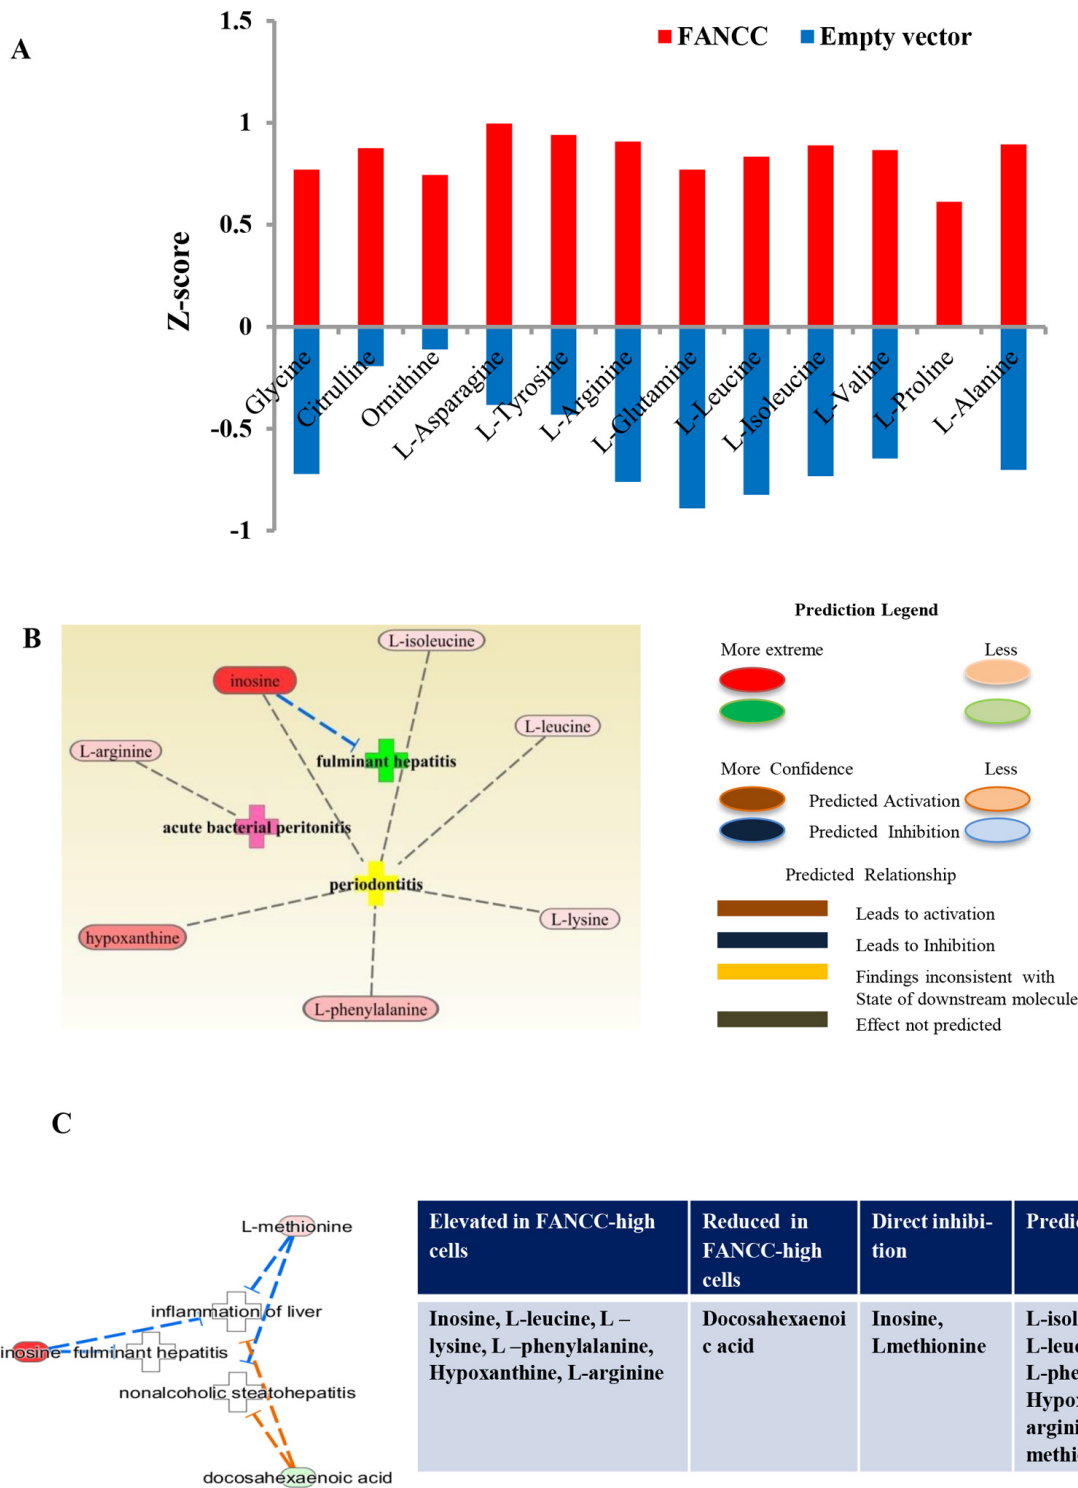 A
FANCC
Empty vector
1.5
1
0.5
0
-0.5
-1
Z-score
Glycine
Citrulline
Ornithine
L-Asparagine
L-Tyrosine
L-Arginine
L-Glutamine
L-Leucine
L-Isoleucine
L-Valine
L-Proline
L-Alanine
B
L-isoleucine
inosine
L-leucine
L-arginine
fulminant hepatitis
acute bacterial peritonitis
periodontitis
L-lysine
hypoxanthine
L-phenylalanine
Prediction Legend
More extreme
Less
More Confidence
Less
Predicted Activation
Predicted Inhibition
Predicted Relationship
Leads to activation
Leads to Inhibition
Findings inconsistent with
State of downstream molecule
Effect not predicted
C
L-methionine
inflammation of liver
inosine
fulminant hepatitis
nonalcoholic steatohepatitis
docosahexaenoic acid
Elevated in FANCC-high
cells
Reduced in
FANCC-high
cells
Direct inhibi-
tion
Inosine, L-leucine, L –
lysine, L –phenylalanine,
Hypoxanthine, L-arginine
Docosahexaenoi
c acid
Inosine,
Lmethionine